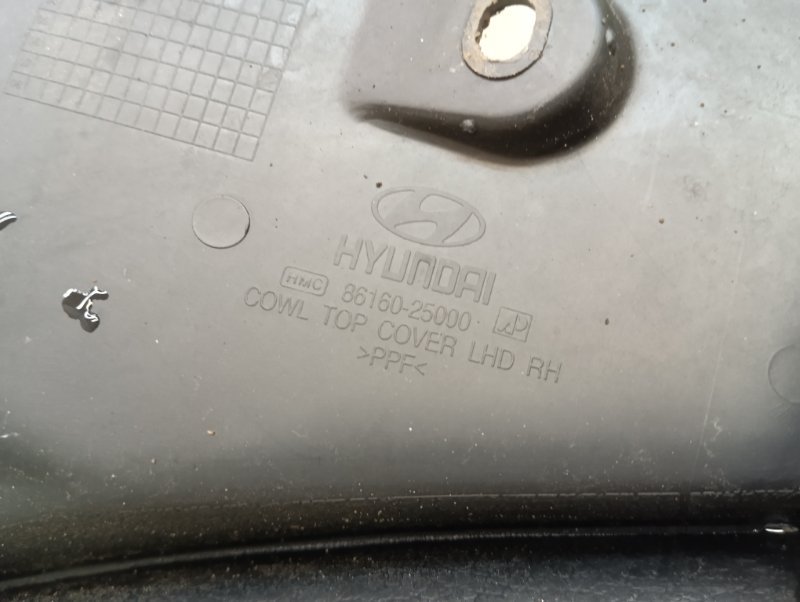 HYUNDAI
HMC 86160-25000
COWL TOP COVER LHD RH
>PPF<